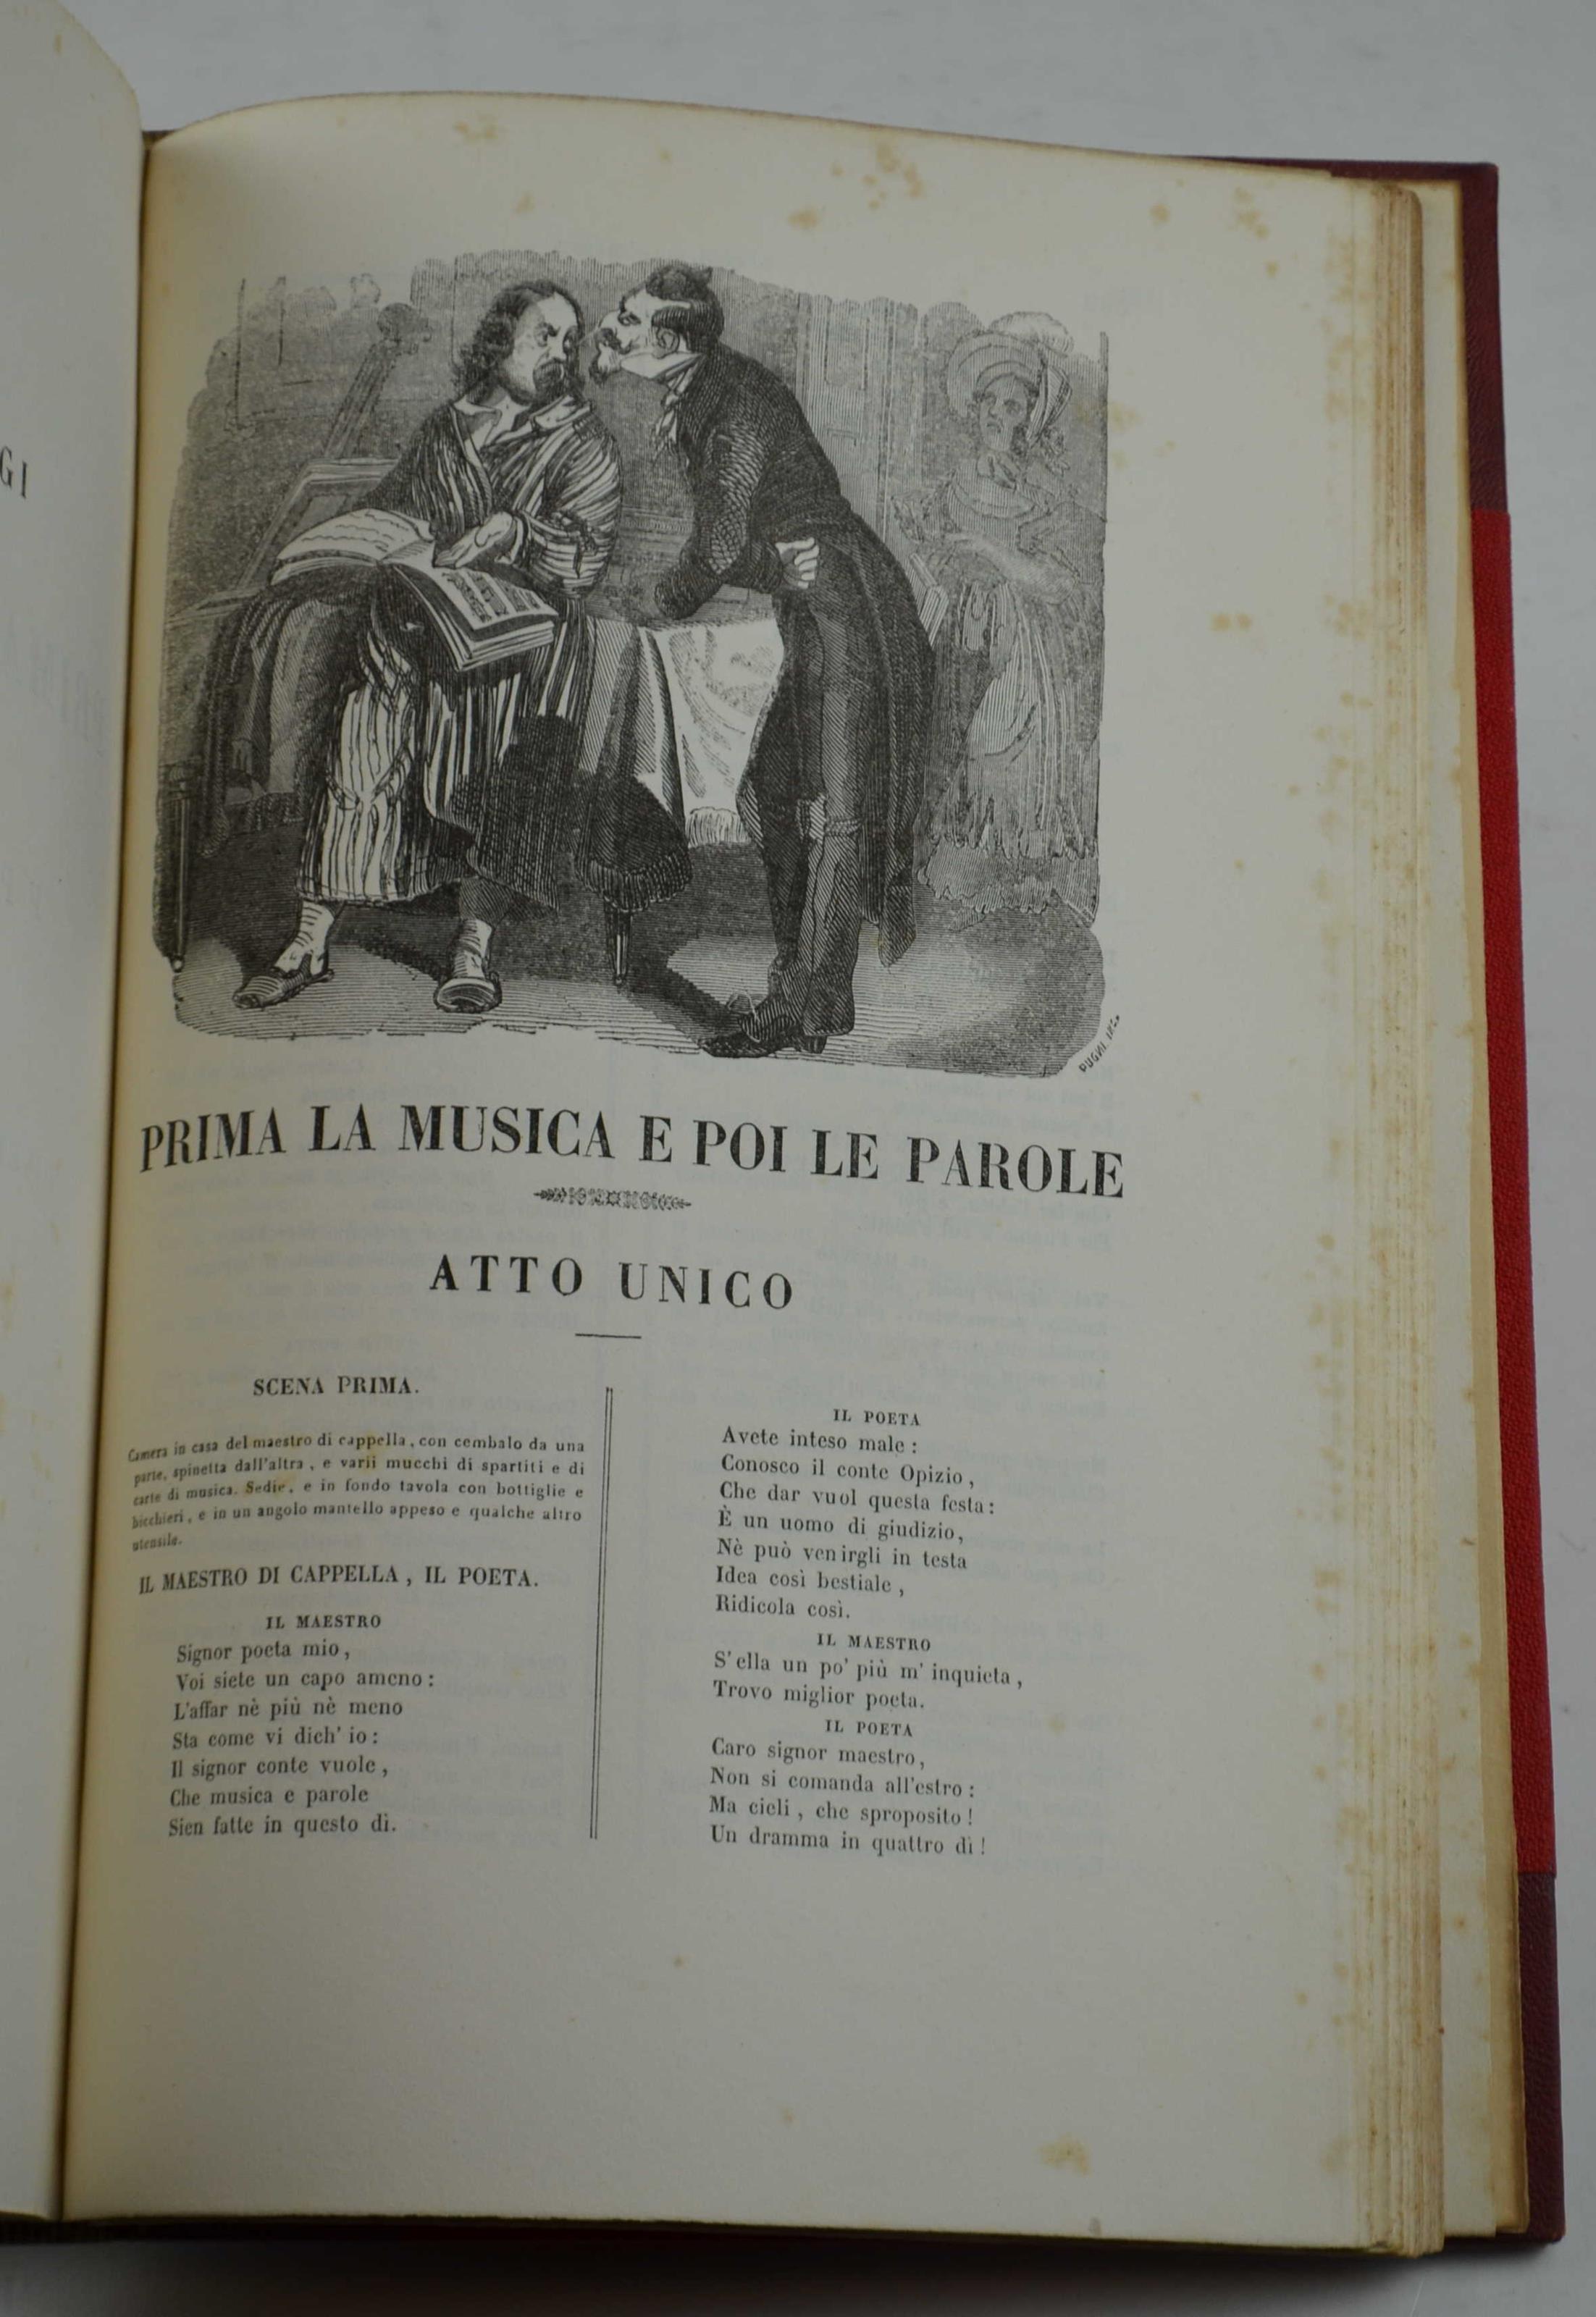 GI
PUGNI
PRIMA LA MUSICA E POI LE PAROLE
ATTO UNICO
SCENA PRIMA.
Camera in casa del maestro di cappella, con cembalo da una
parte, spinetta dall'altra, e varii mucchi di spartiti e di
carte di musica. Sedie, e in fondo tavola con bottiglie e
bicchieri, e in un angolo mantello appeso e qualche altro
utensile.
IL MAESTRO DI CAPPELLA, IL POETA.
IL MAESTRO
Signor poeta mio,
Voi siete un capo ameno:
L'affar nè più nè meno
Sta come vi dich' io:
Il signor conte vuole,
Che musica e parole
Sien fatte in questo dì.
IL POETA
Avete inteso male:
Conosco il conte Opizio,
Che dar vuol questa festa:
È un uomo di giudizio,
Nè può venirgli in testa
Idea così bestiale,
Ridicola così.
IL MAESTRO
S' ella un po' più m' inquieta,
Trovo miglior poeta.
IL POETA
Caro signor maestro,
Non si comanda all'estro:
Ma cieli, che sproposito!
Un dramma in quattro dì!